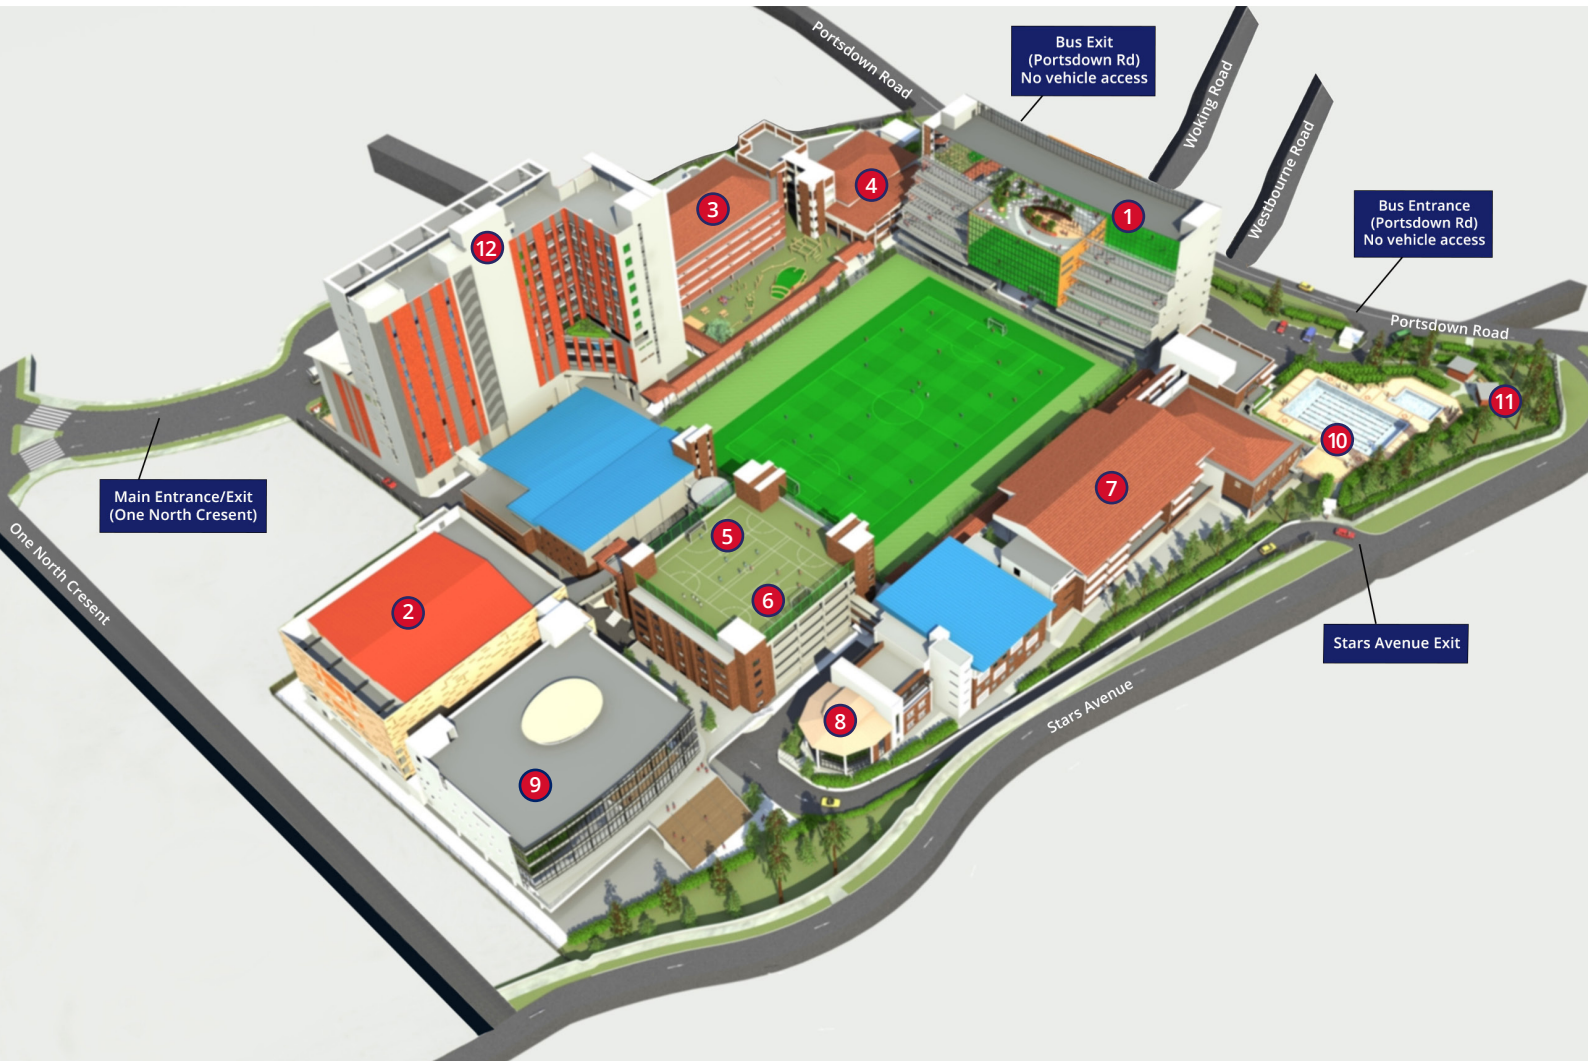 Portsdown Road
Bus Exit
(Portsdown Rd)
No vehicle access
Woking Road
Westbourne Road
Bus Entrance
(Portsdown Rd)
No vehicle access
Portsdown Road
1
2
3
4
5
6
7
8
9
10
11
12
Main Entrance/Exit
(One North Cresent)
One North Cresent
Stars Avenue Exit
Stars Avenue